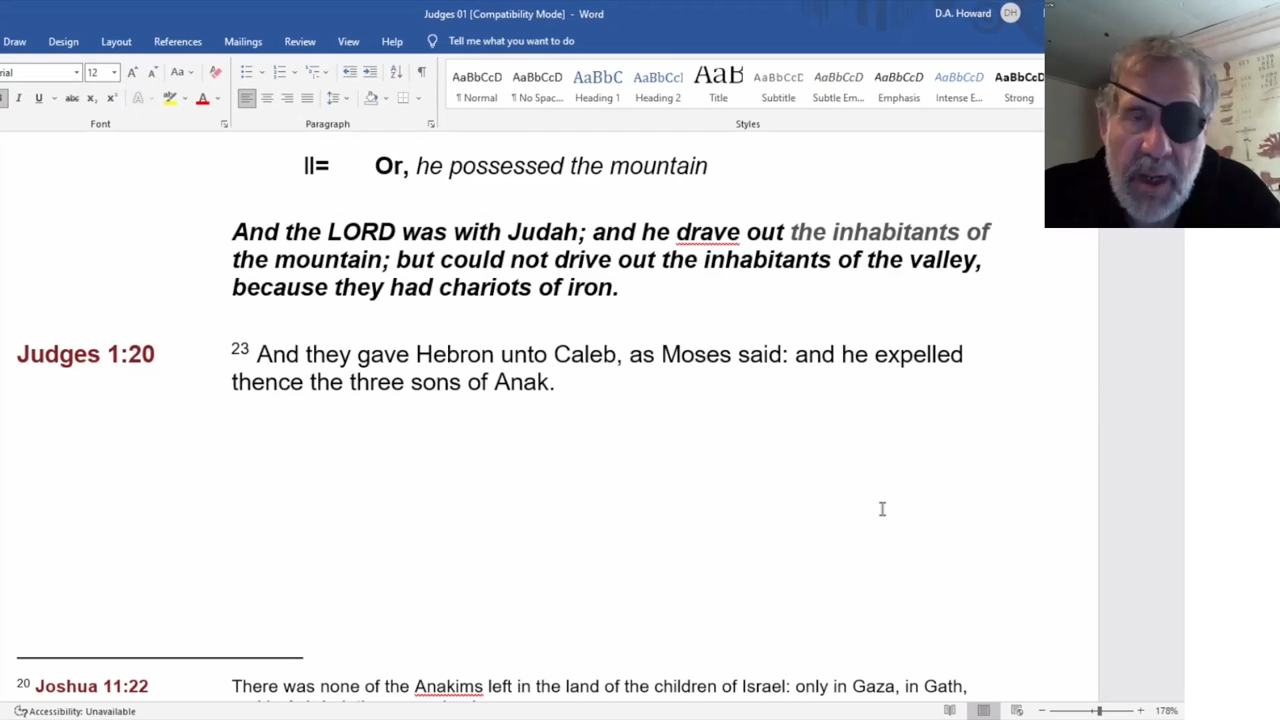 Judges 01 [Compatibility Mode] - Word
D.A. Howard DH
Draw Design Layout References Mailings Review View Help Tell me what you want to do
rial 12 Aa
AaBbCcD AaBbCcD AaBbC AaBbCcI AaB AaBbCcD AaBbCcD AaBbCcD AaBbCcD AaBbCcD
¶ Normal ¶ No Spac... Heading 1 Heading 2 Title Subtitle Subtle Em... Emphasis Intense E... Strong
Font Paragraph Styles
ǁ= Or, he possessed the mountain
And the LORD was with Judah; and he drave out the inhabitants of
the mountain; but could not drive out the inhabitants of the valley,
because they had chariots of iron.
Judges 1:20 23 And they gave Hebron unto Caleb, as Moses said: and he expelled
thence the three sons of Anak.
20 Joshua 11:22 There was none of the Anakims left in the land of the children of Israel: only in Gaza, in Gath,
Accessibility: Unavailable 178%